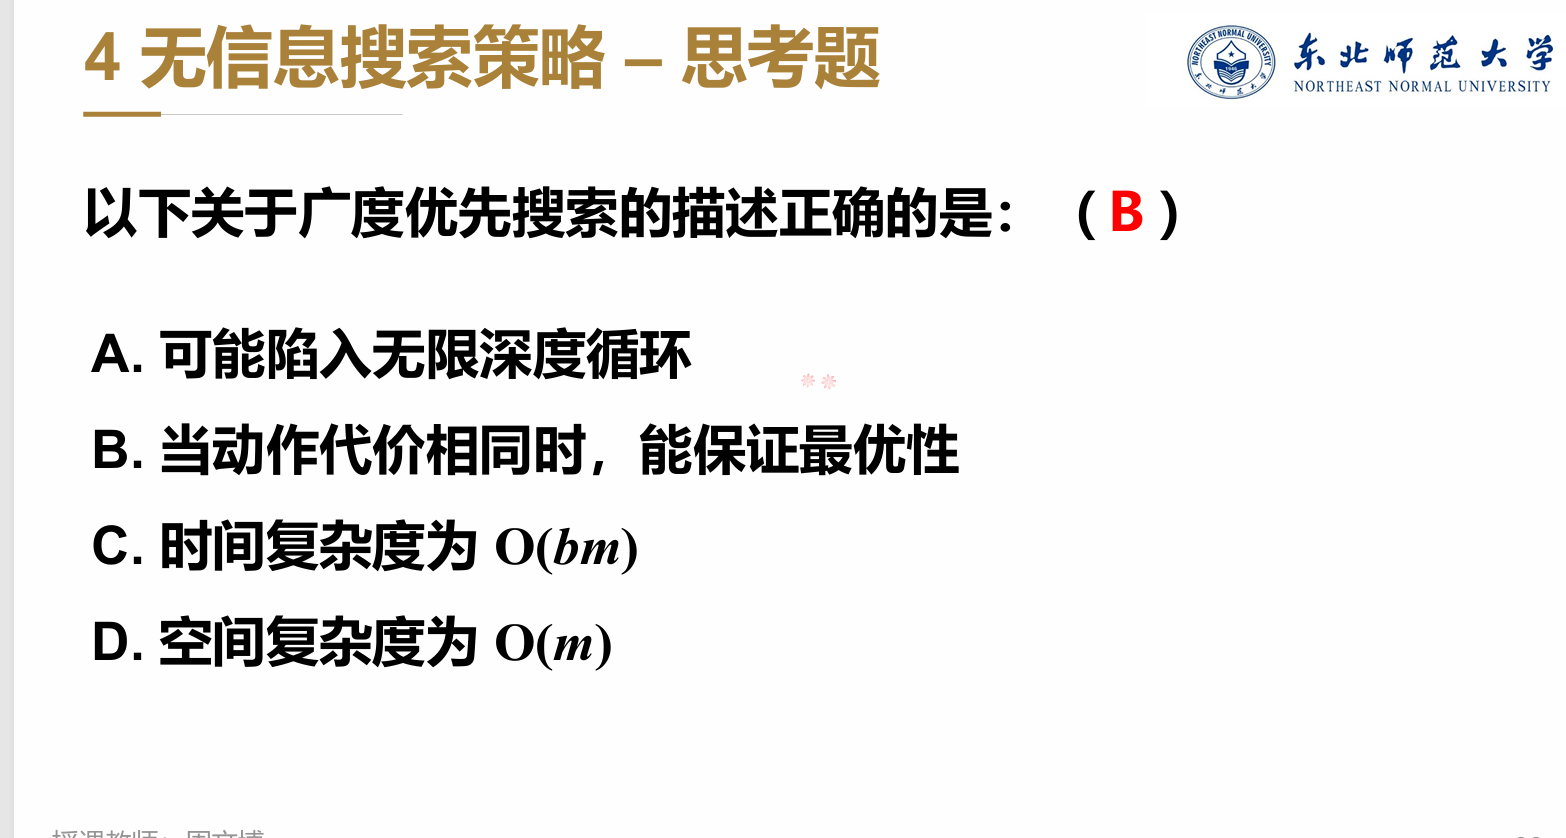 4 无信息搜索策略 – 思考题
东北师范大学
NORTHEAST NORMAL UNIVERSITY
以下关于广度优先搜索的描述正确的是：（ B ）
A. 可能陷入无限深度循环
B. 当动作代价相同时，能保证最优性
C. 时间复杂度为 O(bm)
D. 空间复杂度为 O(m)